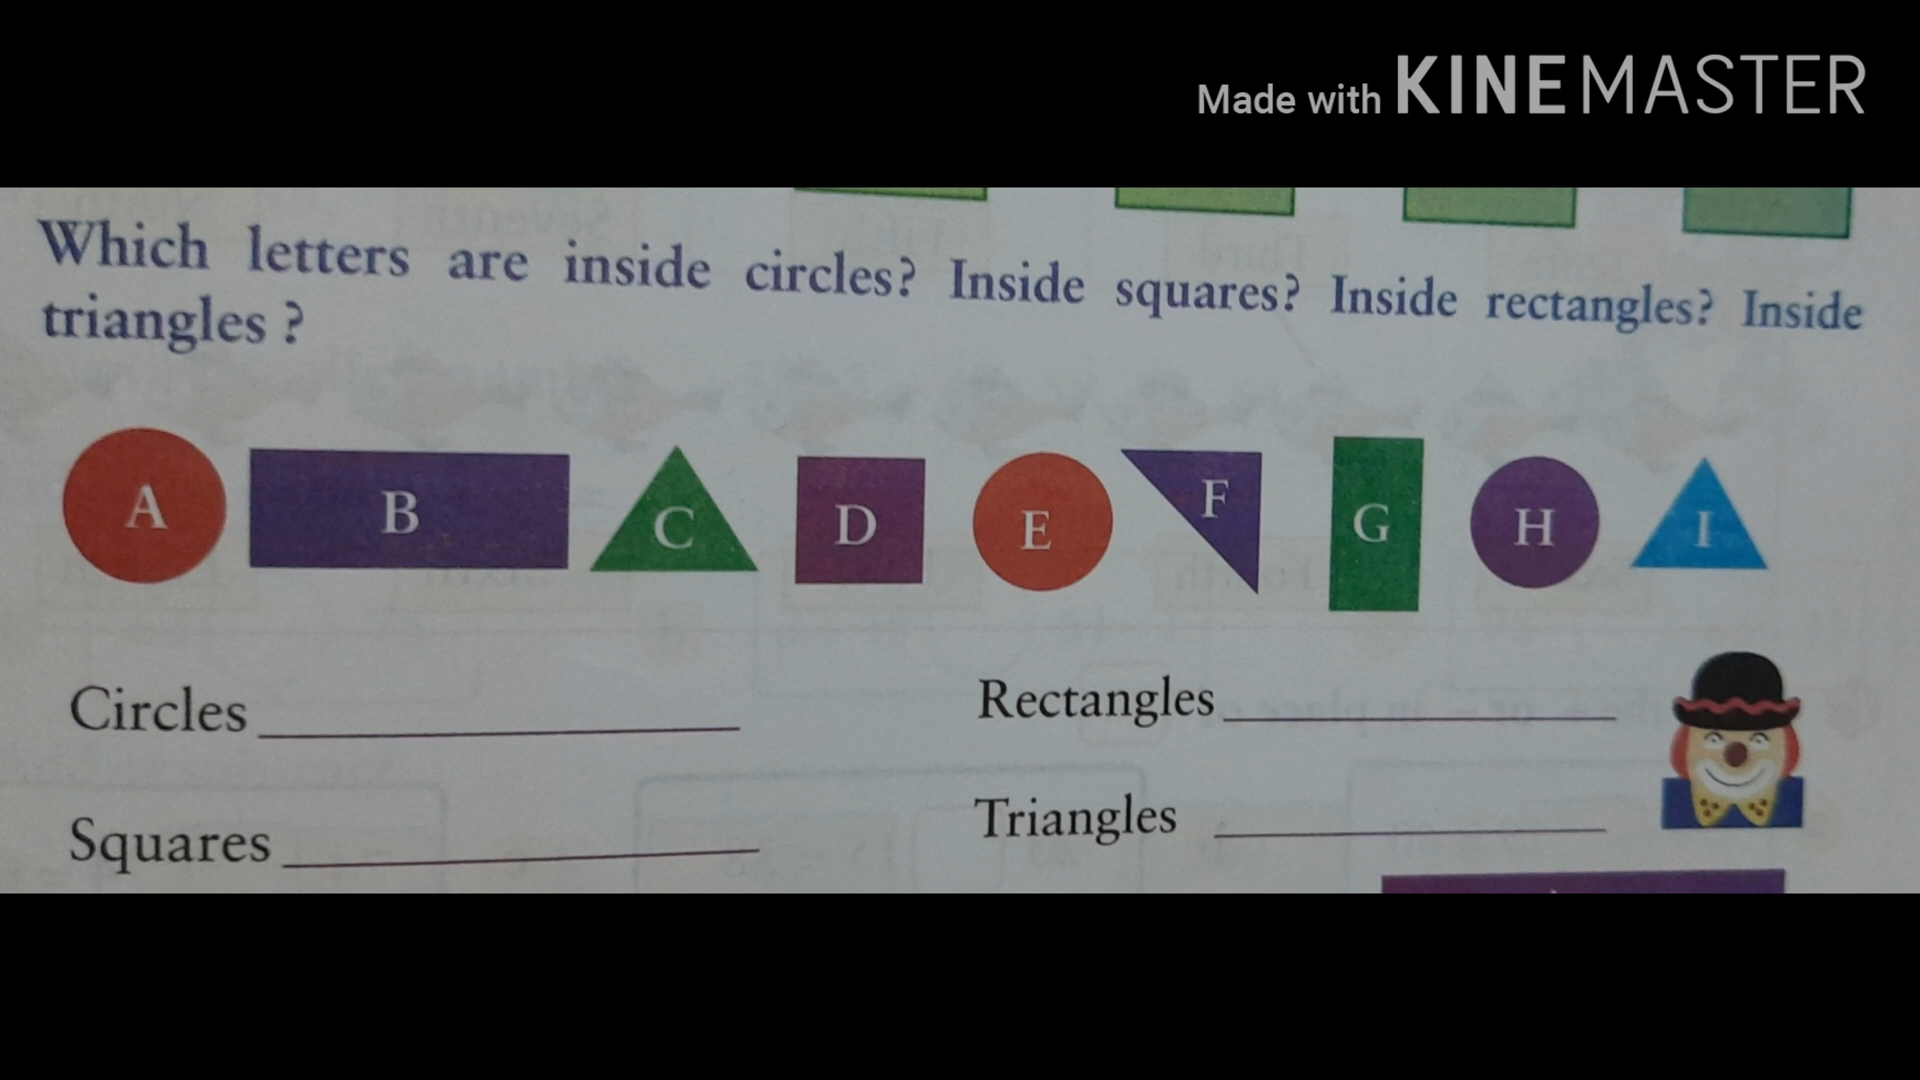 Made with KINEMASTER
Which letters are inside circles? Inside squares? Inside rectangles? Inside
triangles ?
A B C D E F G H I
Circles Rectangles
Squares Triangles